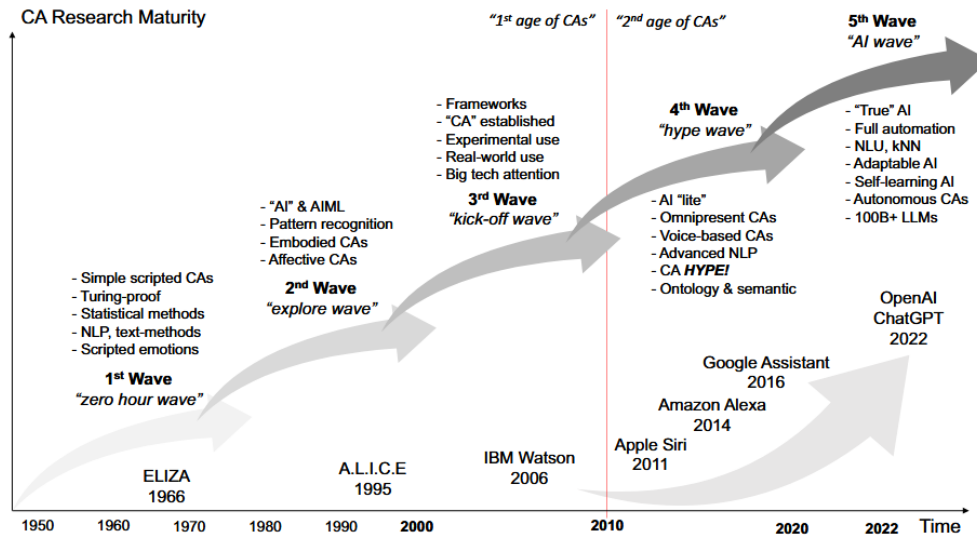 CA Research Maturity
“1st age of CAs”
“2nd age of CAs”
5th Wave
“AI wave”
- “True” AI
- Full automation
- NLU, kNN
- Adaptable AI
- Self-learning AI
- Autonomous CAs
- 100B+ LLMs
4th Wave
“hype wave”
- AI “lite”
- Omnipresent CAs
- Voice-based CAs
- Advanced NLP
- CA HYPE!
- Ontology & semantic
- Frameworks
- “CA” established
- Experimental use
- Real-world use
- Big tech attention
3rd Wave
“kick-off wave”
- “AI” & AIML
- Pattern recognition
- Embodied CAs
- Affective CAs
2nd Wave
“explore wave”
- Simple scripted CAs
- Turing-proof
- Statistical methods
- NLP, text-methods
- Scripted emotions
1st Wave
“zero hour wave”
ELIZA
1966
A.L.I.C.E
1995
IBM Watson
2006
Apple Siri
2011
Amazon Alexa
2014
Google Assistant
2016
OpenAI
ChatGPT
2022
1950 1960 1970 1980 1990 2000 2010 2020 2022 Time